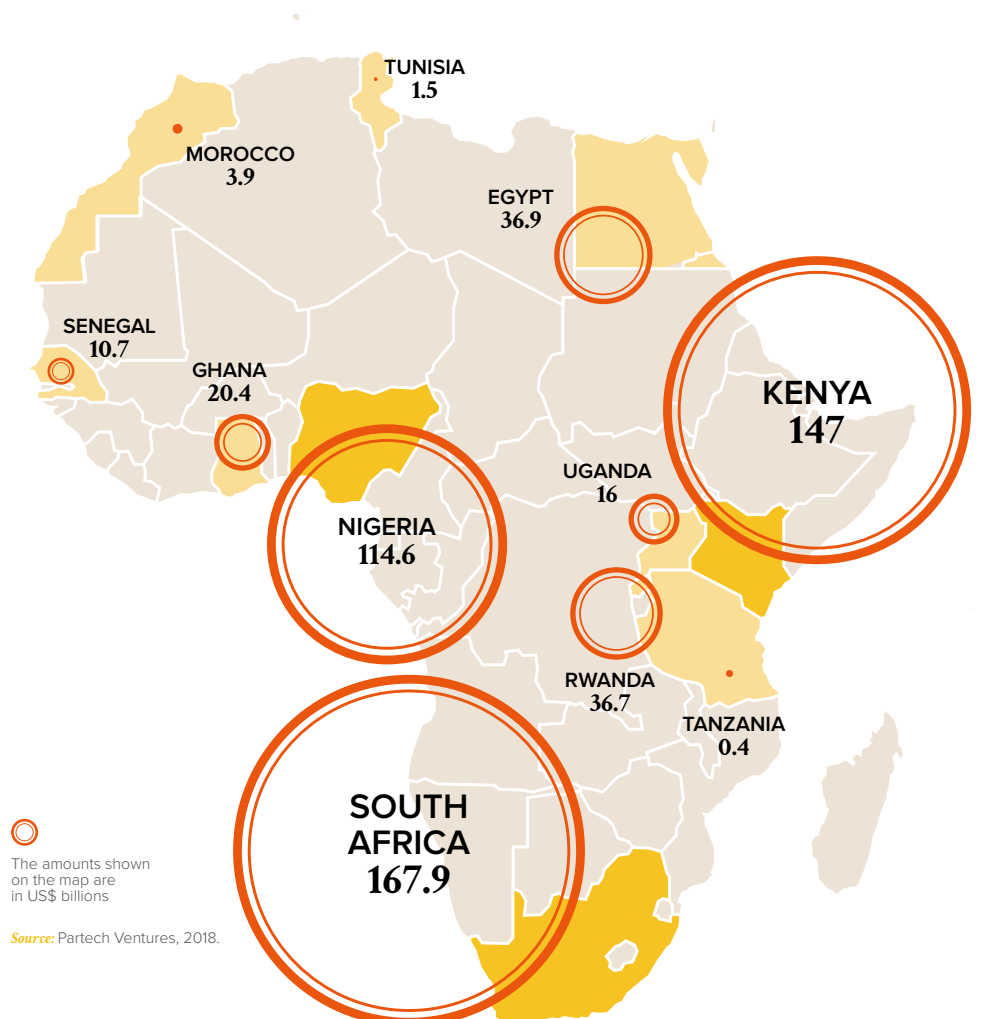 TUNISIA
1.5
MOROCCO
3.9
EGYPT
36.9
SENEGAL
10.7
GHANA
20.4
KENYA
147
UGANDA
16
NIGERIA
114.6
RWANDA
36.7
TANZANIA
0.4
SOUTH
AFRICA
167.9
The amounts shown
on the map are
in US$ billions
Source: Partech Ventures, 2018.